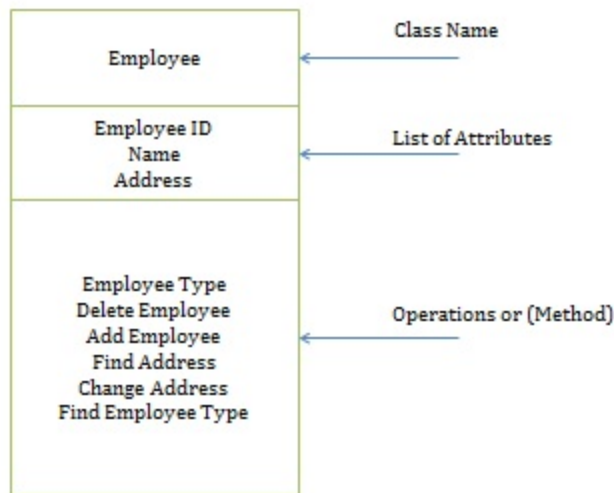 Employee
Class Name
Employee ID
Name
Address
List of Attributes
Employee Type
Delete Employee
Add Employee
Find Address
Change Address
Find Employee Type
Operations or (Method)